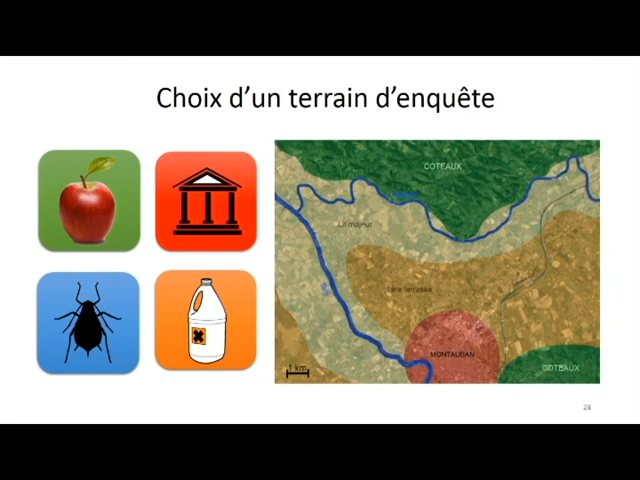 Choix d’un terrain d’enquête
COTEAUX
Lit majeur
1ère terrasse
MONTAUBAN
1 km
COTEAUX
28